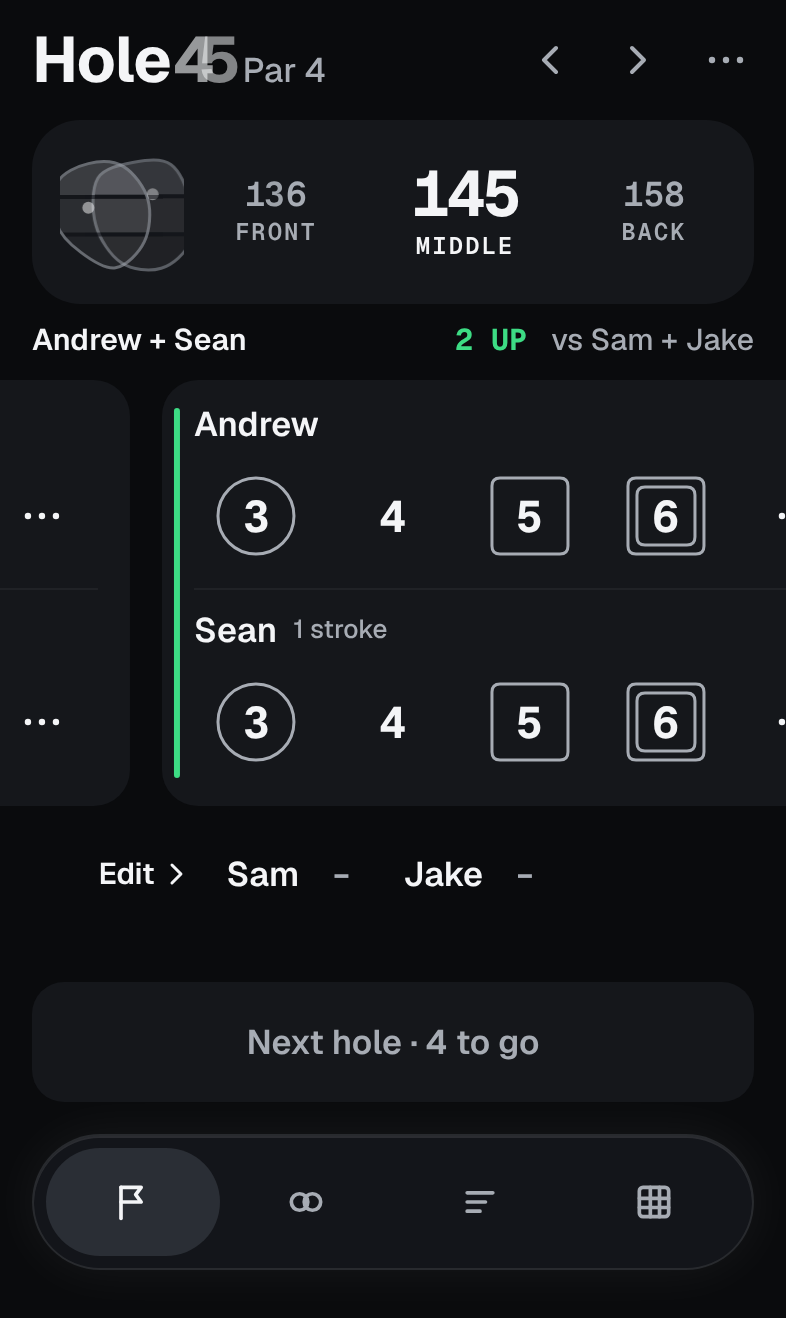 Hole 45 Par 4
136 145 158
FRONT MIDDLE BACK
Andrew + Sean 2 UP vs Sam + Jake
Andrew
3 4 5 6
Sean 1 stroke
3 4 5 6
Edit Sam – Jake –
Next hole · 4 to go